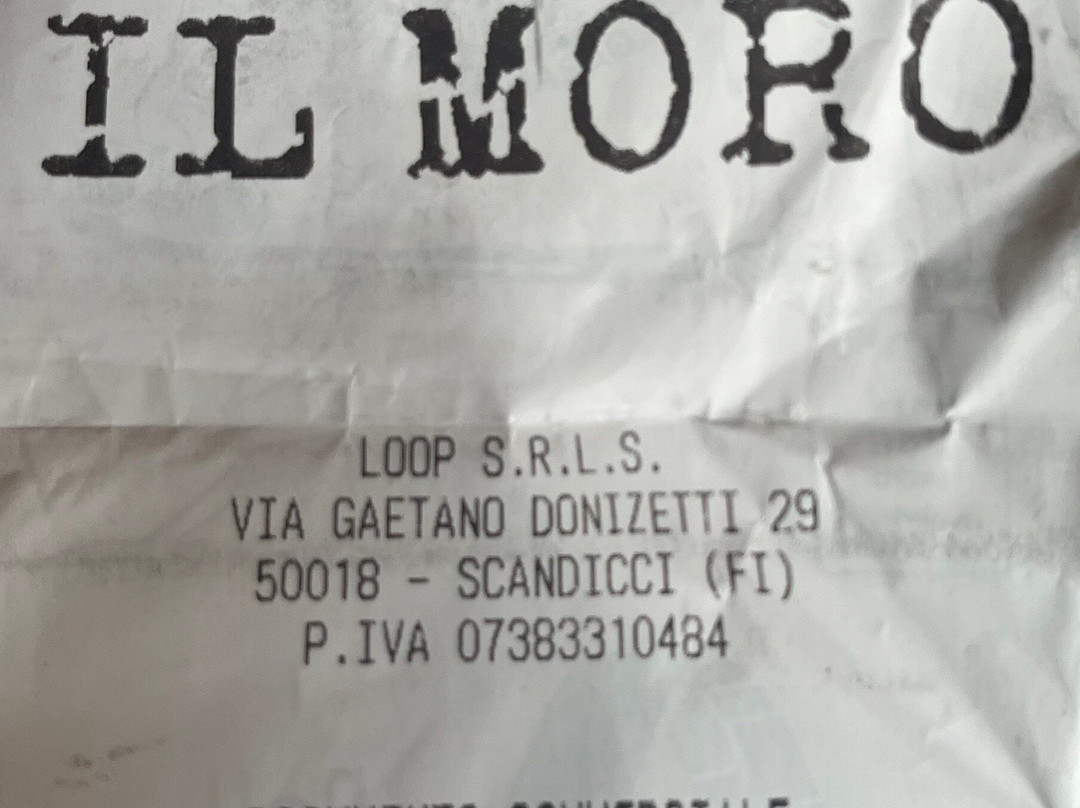 IL MORO
LOOP S.R.L.S.
VIA GAETANO DONIZETTI 29
50018 - SCANDICCI (FI)
P.IVA 07383310484